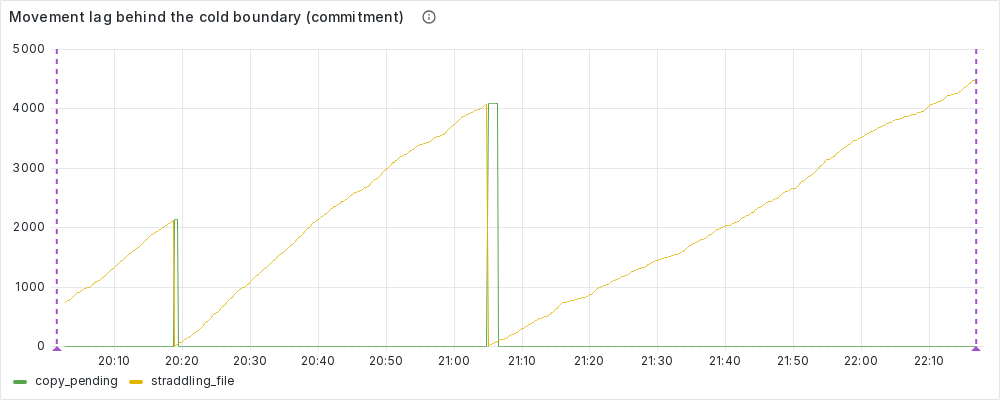 Movement lag behind the cold boundary (commitment)
5000
4000
3000
2000
1000
0
20:10 20:20 20:30 20:40 20:50 21:00 21:10 21:20 21:30 21:40 21:50 22:00 22:10
copy_pending straddling_file